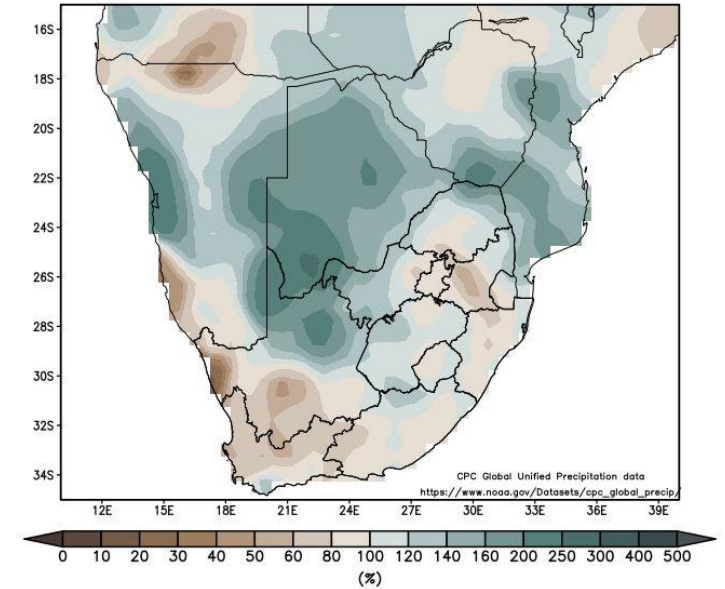 16S
18S
20S
22S
24S
26S
28S
30S
32S
34S
CPC Global Unified Precipitation data
https://www.noaa.gov/Datasets/cpc_global_precip/
12E 15E 18E 21E 24E 27E 30E 33E 36E 39E
0 10 20 30 40 50 60 80 100 120 140 160 200 250 300 400 500
(%)